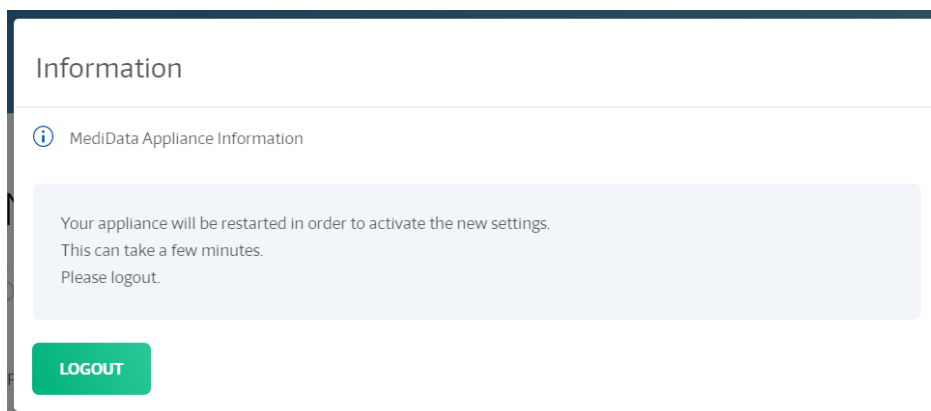 Information
MediData Appliance Information
Your appliance will be restarted in order to activate the new settings.
This can take a few minutes.
Please logout.
LOGOUT